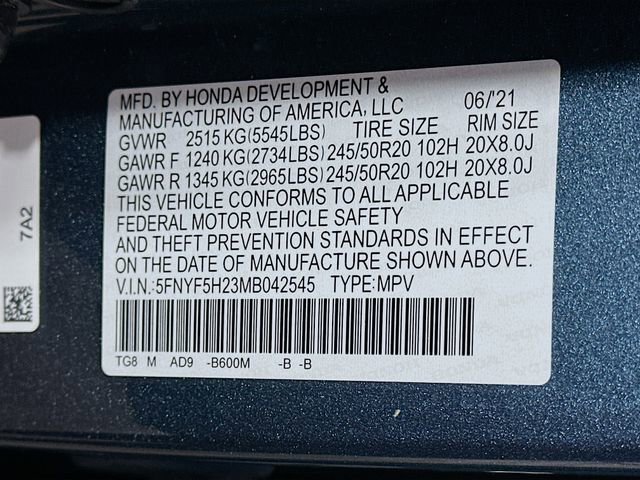 MFD. BY HONDA DEVELOPMENT &
MANUFACTURING OF AMERICA, LLC 06/'21
GVWR 2515 KG(5545LBS) TIRE SIZE RIM SIZE
GAWR F 1240 KG(2734LBS) 245/50R20 102H 20X8.0J
GAWR R 1345 KG(2965LBS) 245/50R20 102H 20X8.0J
THIS VEHICLE CONFORMS TO ALL APPLICABLE
FEDERAL MOTOR VEHICLE SAFETY
AND THEFT PREVENTION STANDARDS IN EFFECT
ON THE DATE OF MANUFACTURE SHOWN ABOVE.
V.I.N.:5FNYF5H23MB042545 TYPE:MPV
TG8 M AD9 -B600M -B -B
7A2